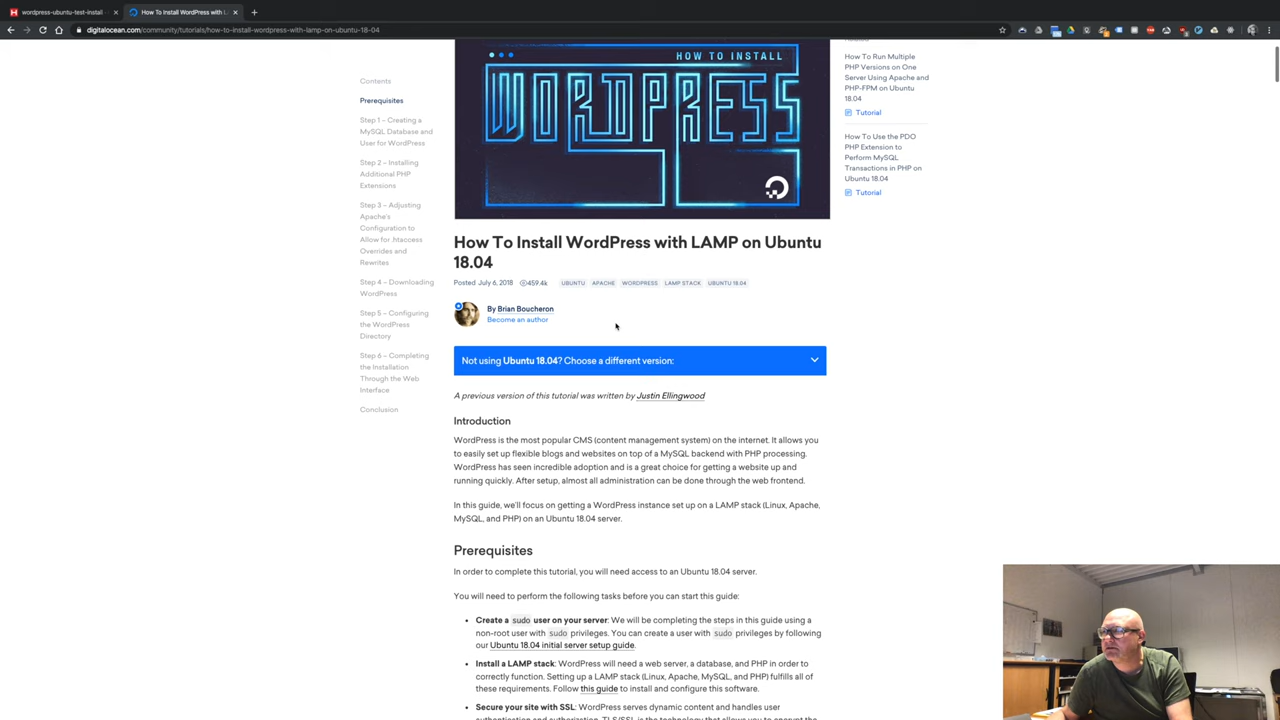 wordpress-ubuntu-test-install
How To Install WordPress with L
digitalocean.com/community/tutorials/how-to-install-wordpress-with-lamp-on-ubuntu-18-04
HOW TO INSTALL
WORDPRESS
Contents
Prerequisites
Step 1 – Creating a
MySQL Database and
User for WordPress
Step 2 – Installing
Additional PHP
Extensions
Step 3 – Adjusting
Apache's
Configuration to
Allow for .htaccess
Overrides and
Rewrites
Step 4 – Downloading
WordPress
Step 5 – Configuring
the WordPress
Directory
Step 6 – Completing
the Installation
Through the Web
Interface
Conclusion
How To Install WordPress with LAMP on Ubuntu
18.04
Posted July 6, 2018 459.4k UBUNTU APACHE WORDPRESS LAMP STACK UBUNTU 18.04
By Brian Boucheron
Become an author
Not using Ubuntu 18.04? Choose a different version:
A previous version of this tutorial was written by Justin Ellingwood
Introduction
WordPress is the most popular CMS (content management system) on the internet. It allows you
to easily set up flexible blogs and websites on top of a MySQL backend with PHP processing.
WordPress has seen incredible adoption and is a great choice for getting a website up and
running quickly. After setup, almost all administration can be done through the web frontend.
In this guide, we'll focus on getting a WordPress instance set up on a LAMP stack (Linux, Apache,
MySQL, and PHP) on an Ubuntu 18.04 server.
Prerequisites
In order to complete this tutorial, you will need access to an Ubuntu 18.04 server.
You will need to perform the following tasks before you can start this guide:
• Create a sudo user on your server: We will be completing the steps in this guide using a
non-root user with sudo privileges. You can create a user with sudo privileges by following
our Ubuntu 18.04 initial server setup guide.
• Install a LAMP stack: WordPress will need a web server, a database, and PHP in order to
correctly function. Setting up a LAMP stack (Linux, Apache, MySQL, and PHP) fulfills all of
these requirements. Follow this guide to install and configure this software.
• Secure your site with SSL: WordPress serves dynamic content and handles user
authentication and authorization. TLS/SSL is the technology that allows you to encrypt the
How To Run Multiple
PHP Versions on One
Server Using Apache and
PHP-FPM on Ubuntu
18.04
Tutorial
How To Use the PDO
PHP Extension to
Perform MySQL
Transactions in PHP on
Ubuntu 18.04
Tutorial